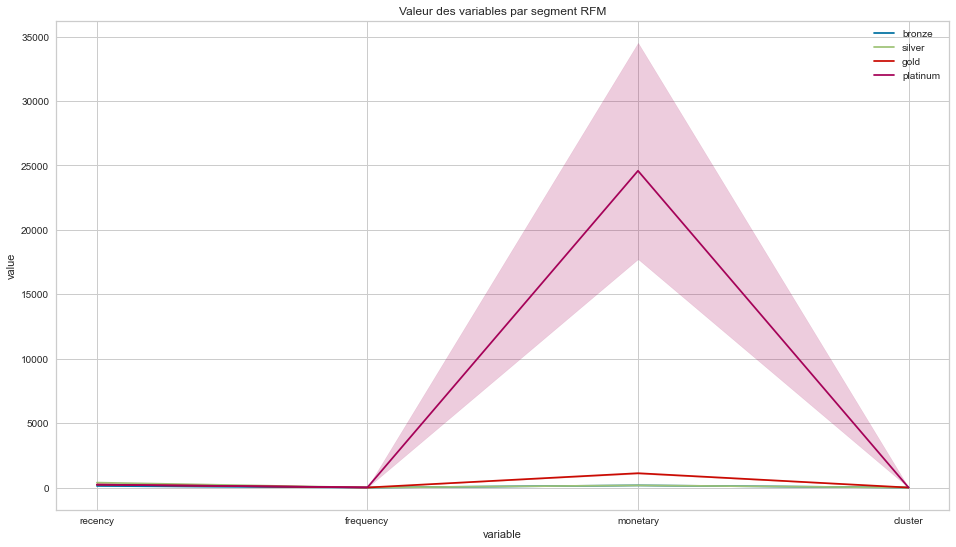 Valeur des variables par segment RFM
bronze
silver
gold
platinum
35000
30000
25000
20000
15000
10000
5000
0
value
recency
frequency
monetary
cluster
variable